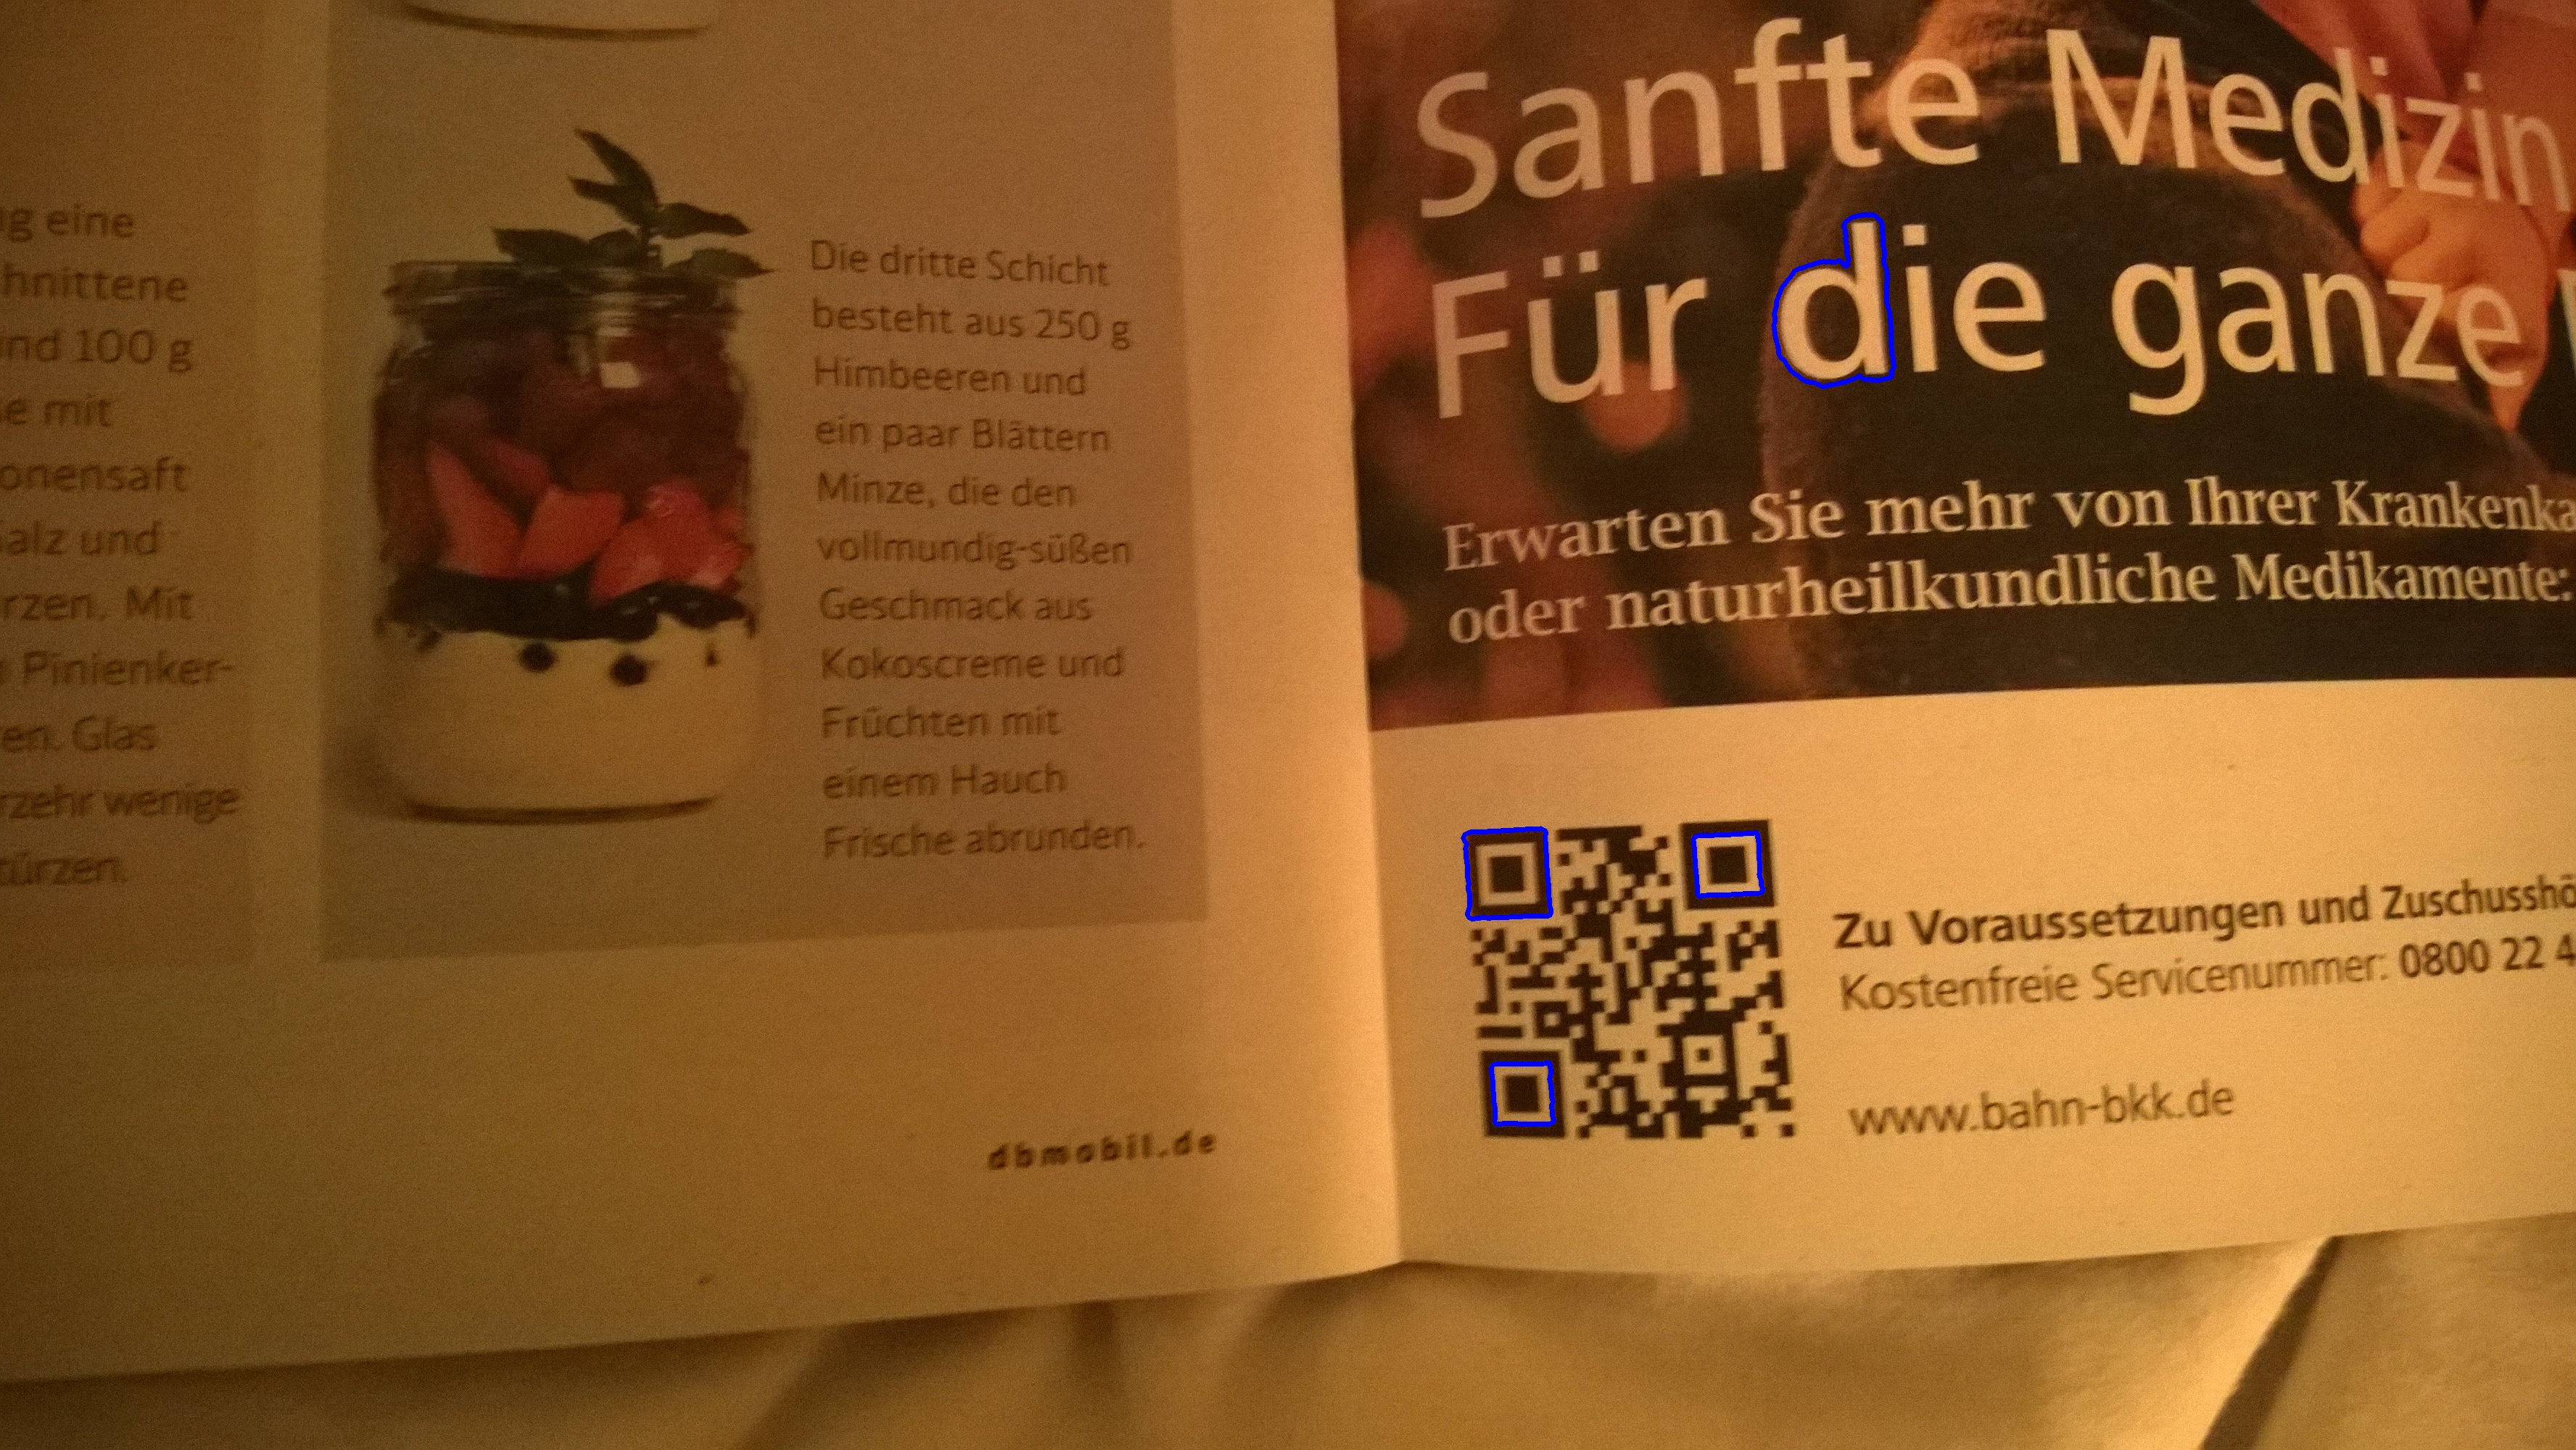 g eine
hnittene
nd 100 g
e mit
onensaft
alz und
rzen. Mit
Pinienker-
en. Glas
rzehr wenige
türzen.
Die dritte Schicht
besteht aus 250 g
Himbeeren und
ein paar Blättern
Minze, die den
vollmundig-süßen
Geschmack aus
Kokoscreme und
Früchten mit
einem Hauch
Frische abrunden.
dbmobil.de
Sanfte Medizin
Für die ganze
Erwarten Sie mehr von Ihrer Krankenka
oder naturheilkundliche Medikamente:
Zu Voraussetzungen und Zuschusshö
Kostenfreie Servicenummer: 0800 22 4
www.bahn-bkk.de